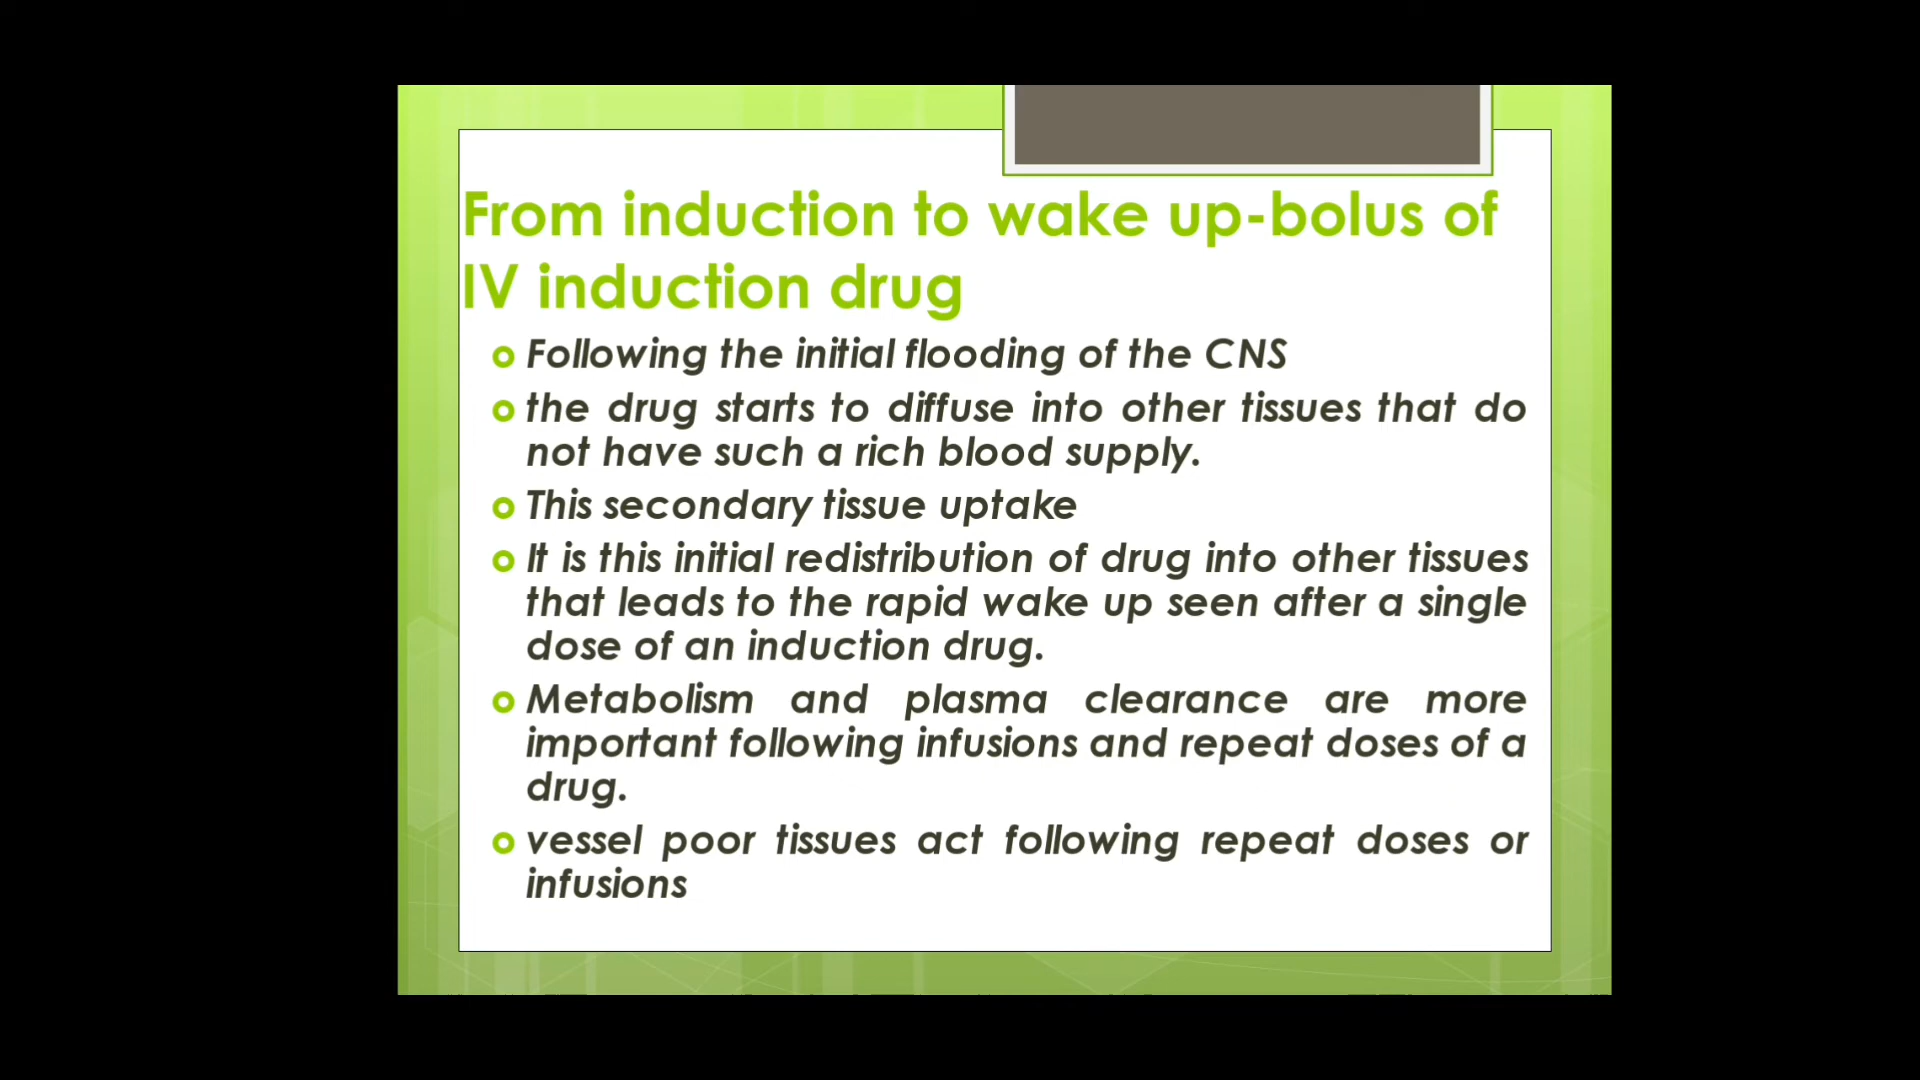 From induction to wake up-bolus of
IV induction drug
Following the initial flooding of the CNS
the drug starts to diffuse into other tissues that do
not have such a rich blood supply.
This secondary tissue uptake
It is this initial redistribution of drug into other tissues
that leads to the rapid wake up seen after a single
dose of an induction drug.
Metabolism and plasma clearance are more
important following infusions and repeat doses of a
drug.
vessel poor tissues act following repeat doses or
infusions